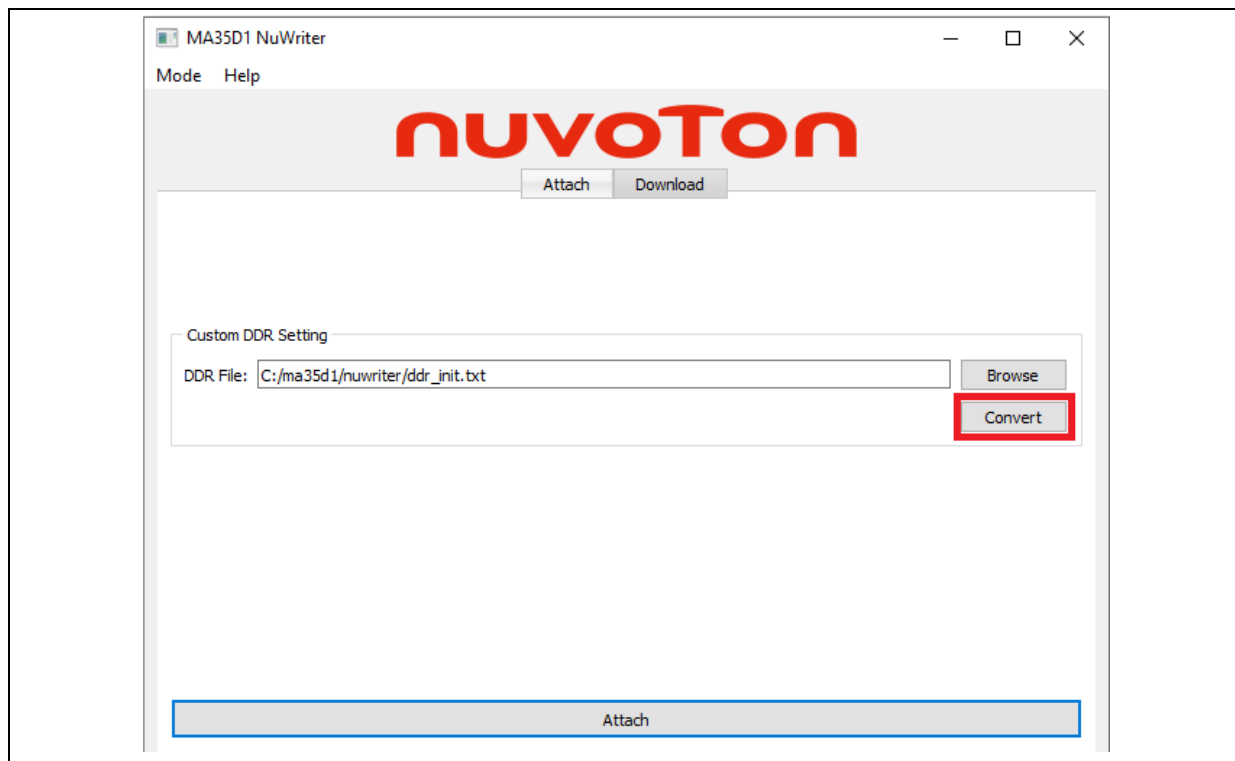 MA35D1 NuWriter
Mode Help
nuvoTon
Attach Download
Custom DDR Setting
DDR File: C:/ma35d1/nuwriter/ddr_init.txt Browse
Convert
Attach